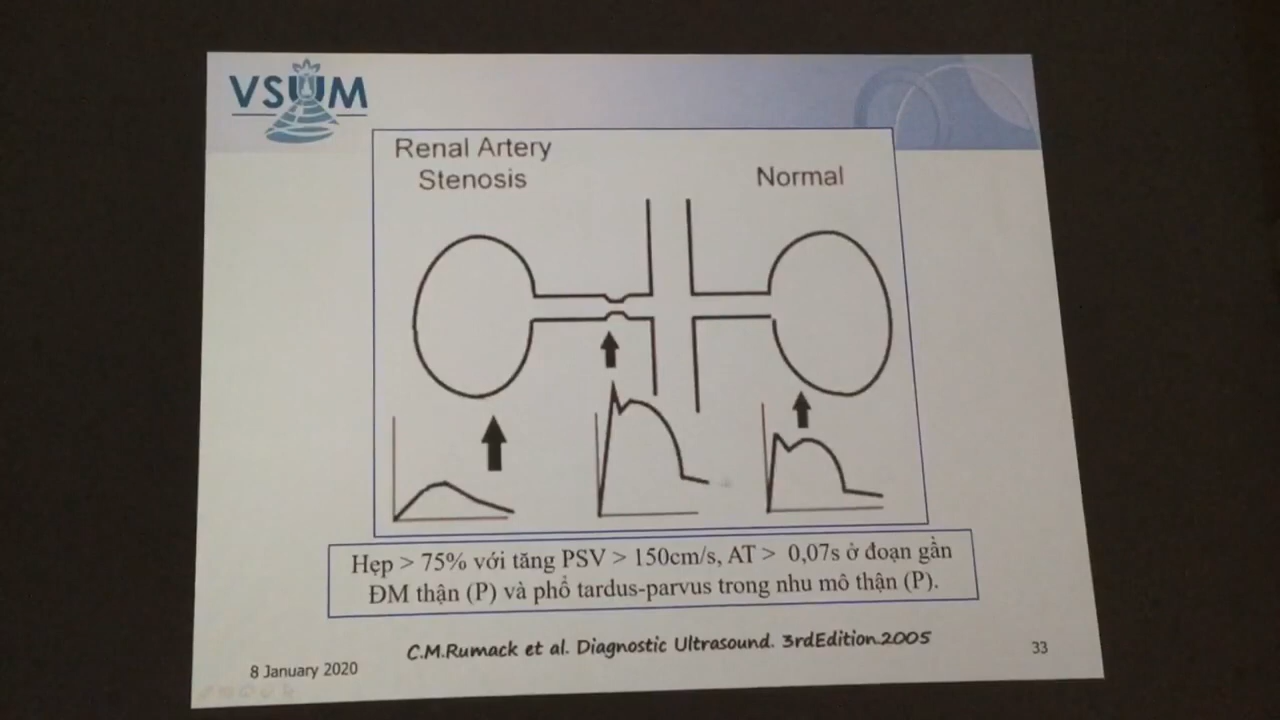 VSUM
Renal Artery
Stenosis
Normal
Hẹp > 75% với tăng PSV > 150cm/s, AT > 0,07s ở đoạn gần
ĐM thận (P) và phổ tardus-parvus trong nhu mô thận (P).
C.M.Rumack et al. Diagnostic Ultrasound. 3rdEdition.2005
8 January 2020
33